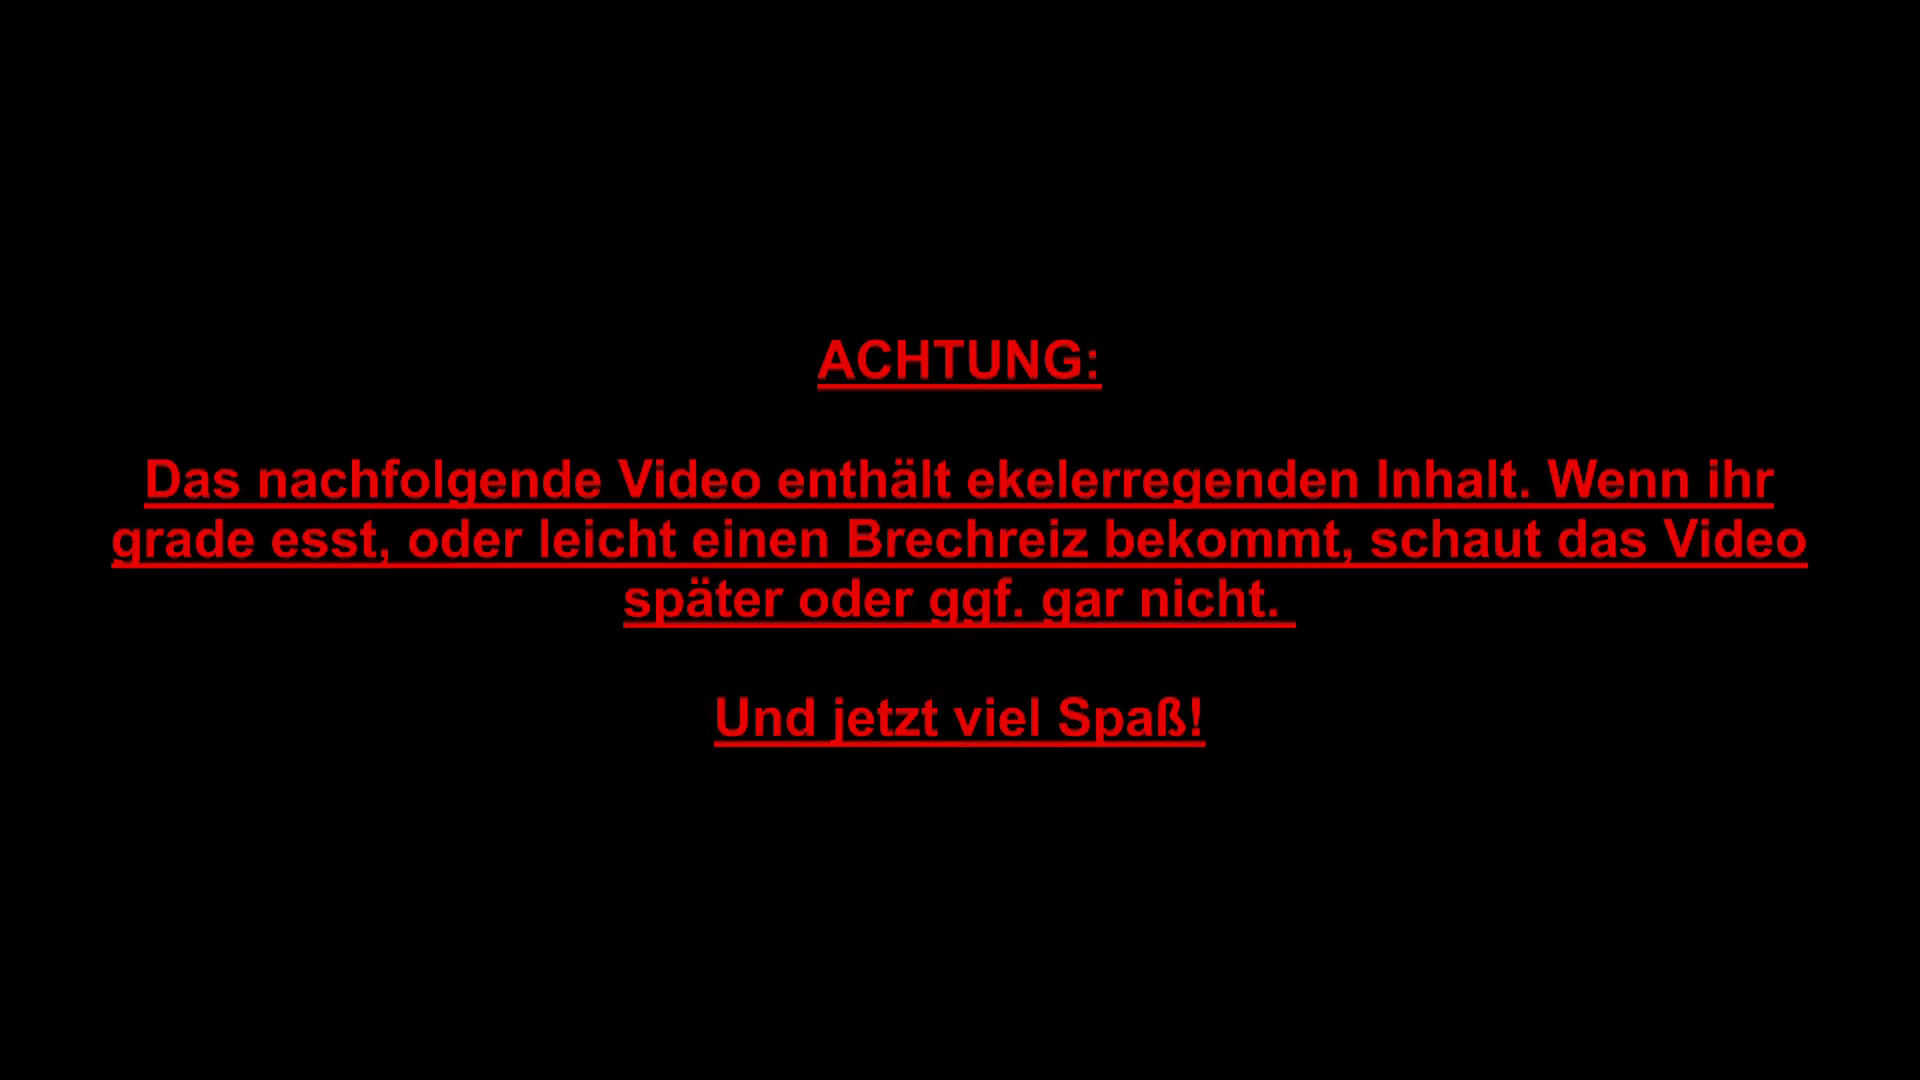 ACHTUNG:
Das nachfolgende Video enthält ekelerregenden Inhalt. Wenn ihr
grade esst, oder leicht einen Brechreiz bekommt, schaut das Video
später oder ggf. gar nicht.
Und jetzt viel Spaß!